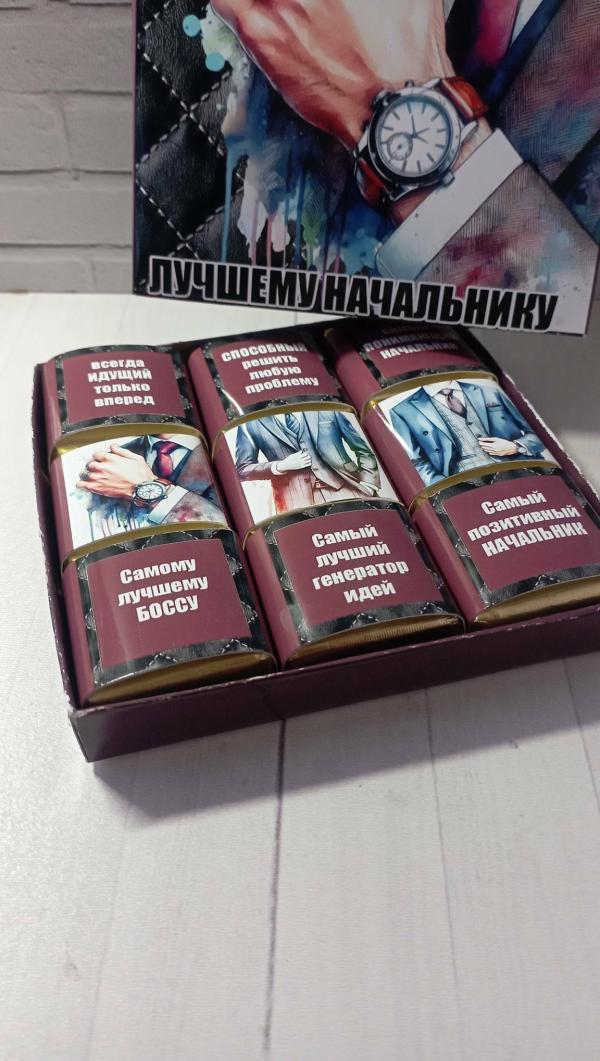 ЛУЧШЕМУ НАЧАЛЬНИКУ
всегда
идущий
только
вперед
СПОСОБНЫЙ
решить
любую
проблему
НАЧАЛЬНИК
Самому
лучшему
БОССУ
Самый
лучший
генератор
идей
Самый
позитивный
НАЧАЛЬНИК